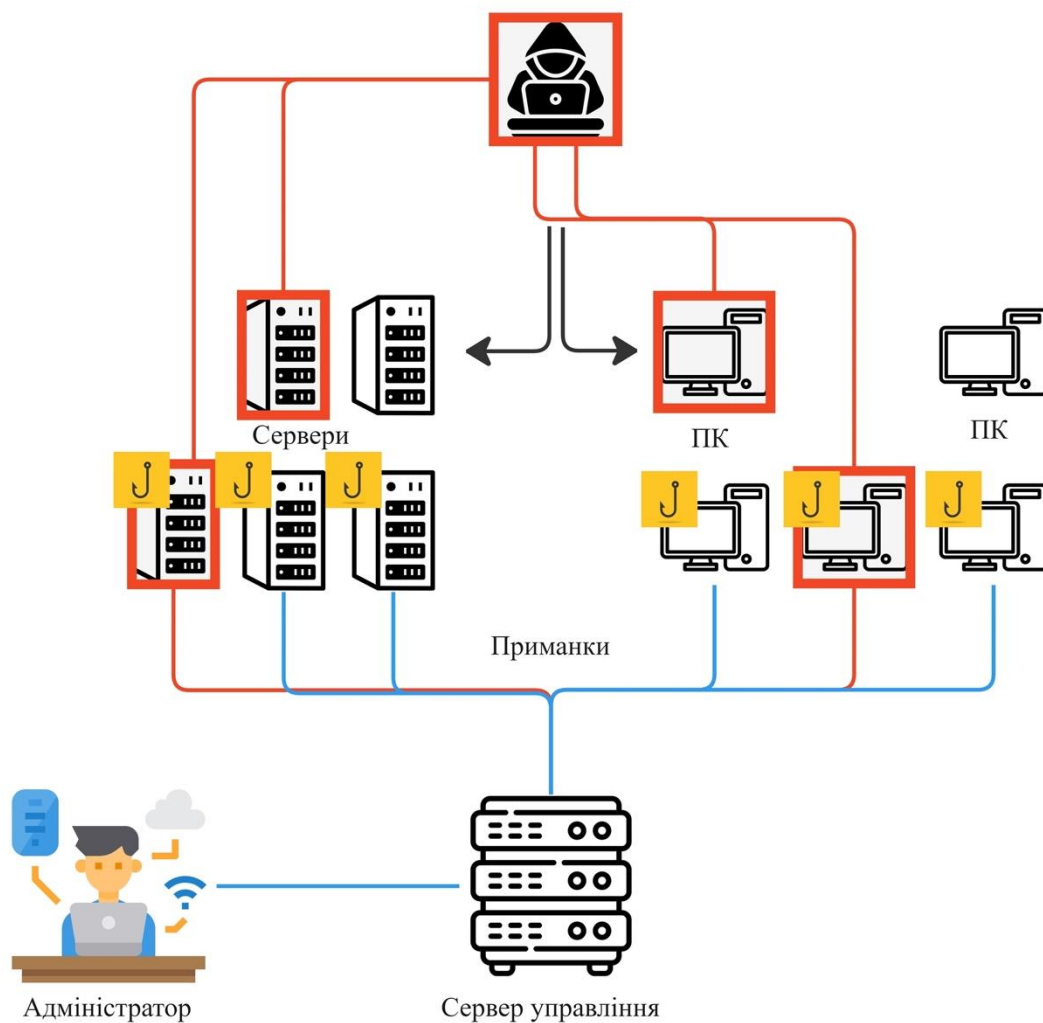 Сервери
ПК
ПК
Приманки
Адміністратор
Сервер управління